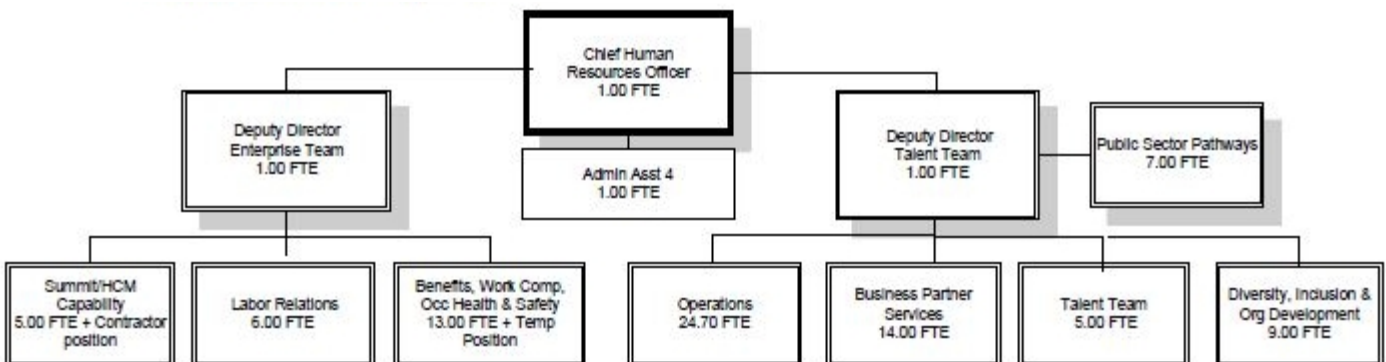 Chief Human
Resources Officer
1.00 FTE
Deputy Director
Enterprise Team
1.00 FTE
Admin Asst 4
1.00 FTE
Deputy Director
Talent Team
1.00 FTE
Public Sector Pathways
7.00 FTE
Summit/HCM
Capability
5.00 FTE + Contractor
position
Labor Relations
6.00 FTE
Benefits, Work Comp,
Occ Health & Safety
13.00 FTE + Temp
Position
Operations
24.70 FTE
Business Partner
Services
14.00 FTE
Talent Team
5.00 FTE
Diversity, Inclusion &
Org Development
9.00 FTE